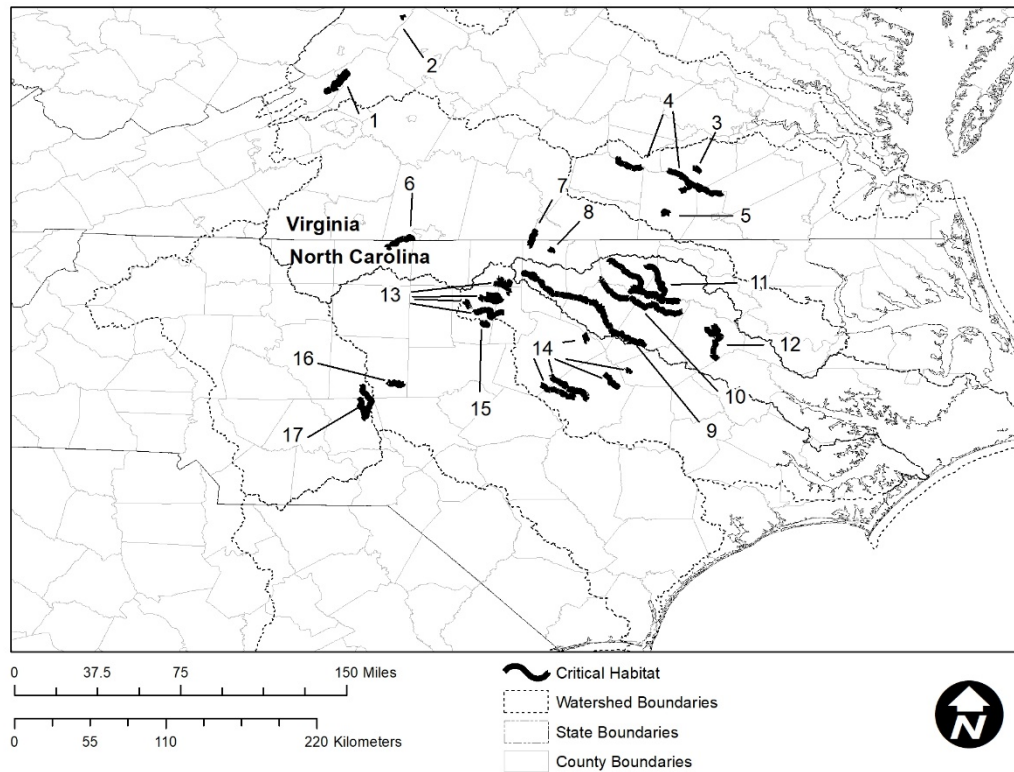 2
1
4
3
6
7
8
5
Virginia
North Carolina
13
11
14
12
16
15
10
17
9
0 37.5 75 150 Miles
0 55 110 220 Kilometers
Critical Habitat
Watershed Boundaries
State Boundaries
County Boundaries
N